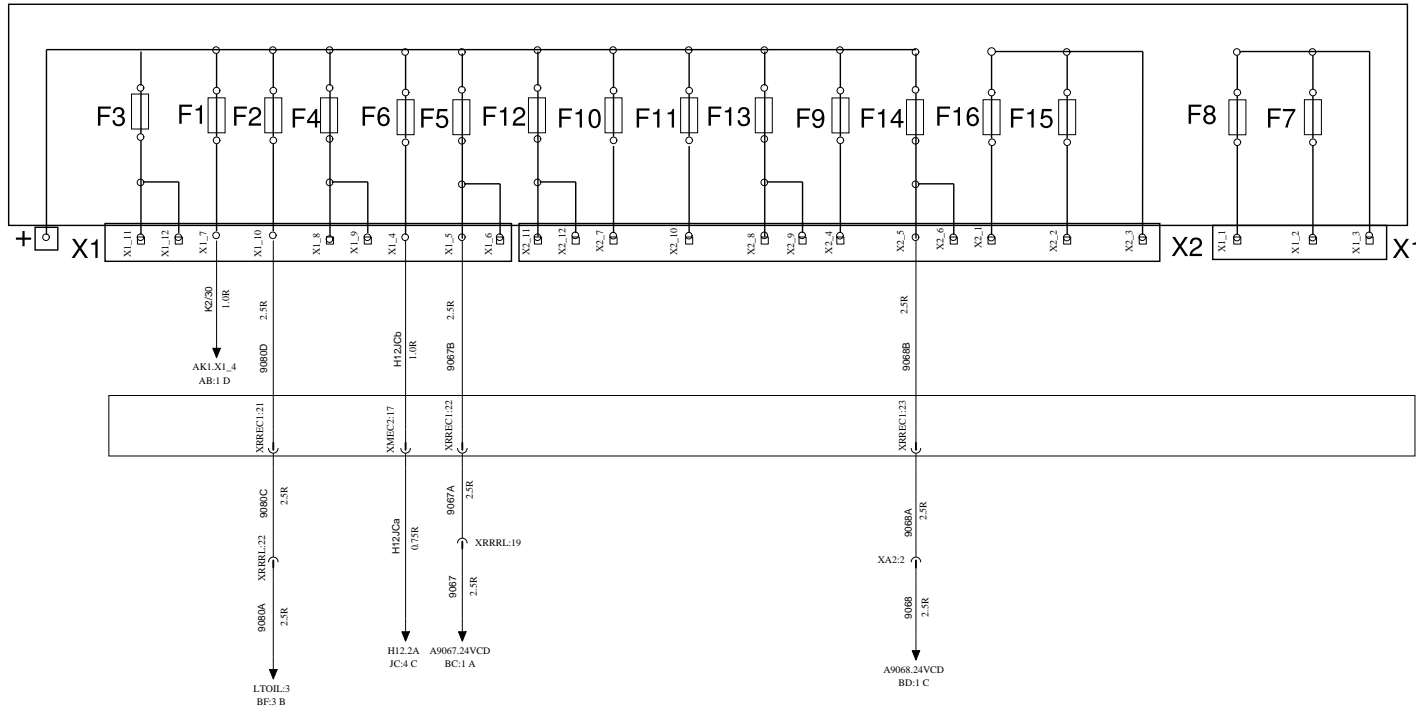 F3
F1
F2
F4
F6
F5
F12
F10
F11
F13
F9
F14
F16
F15
F8
F7
+
X1
X1_11
X1_12
X1_7
X1_10
X1_8
X1_9
X1_4
X1_5
X1_6
X2_11
X2_12
X2_7
X2_10
X2_8
X2_9
X2_4
X2_5
X2_6
X2_1
X2_2
X2_3
X2
X1_1
X1_2
X1_3
X1
K2/30
1.0R
AK1.X1_4
AB:1 D
2.5R
9080D
H12JCb
1.0R
2.5R
9067B
2.5R
9068B
XRREC1:21
XMEC2:17
XRREC1:22
XRREC1:23
9080C
2.5R
XRRRL:22
9080A
2.5R
LTOIL:3
BF:3 B
H12JCa
0.75R
H12.2A
JC:4 C
9067A
2.5R
XRRRL:19
9067
2.5R
A9067.24VCD
BC:1 A
9068A
2.5R
XA2:2
9068
2.5R
A9068.24VCD
BD:1 C